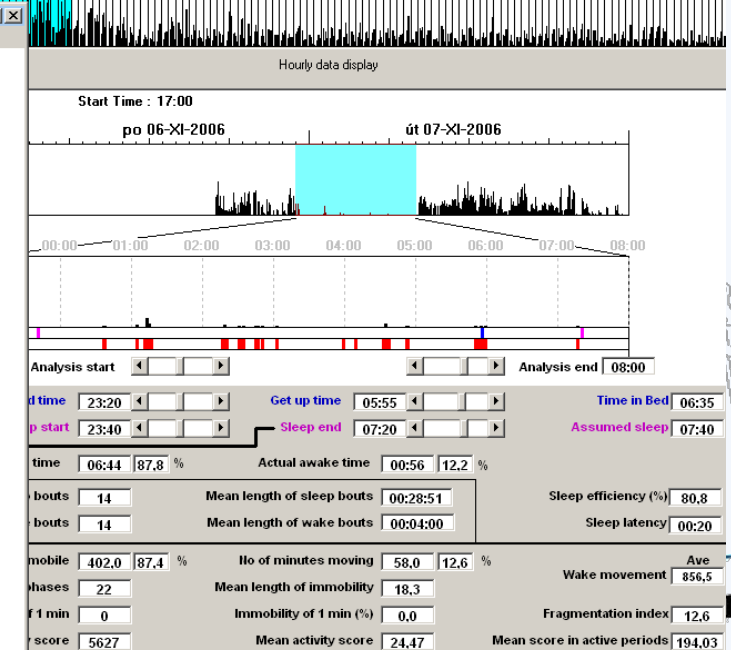 Hourly data display
Start Time : 17:00
po 06-XI-2006 út 07-XI-2006
00:00 01:00 02:00 03:00 04:00 05:00 06:00 07:00 08:00
Analysis start Analysis end 08:00
d time 23:20 Get up time 05:55 Time in Bed 06:35
p start 23:40 Sleep end 07:20 Assumed sleep 07:40
time 06:44 87,8 % Actual awake time 00:56 12,2 %
bouts 14 Mean length of sleep bouts 00:28:51 Sleep efficiency (%) 80,8
bouts 14 Mean length of wake bouts 00:04:00 Sleep latency 00:20
mobile 402,0 87,4 % No of minutes moving 58,0 12,6 % Ave
Wake movement 856,5
phases 22 Mean length of immobility 18,3
f 1 min 0 Immobility of 1 min (%) 0,0 Fragmentation index 12,6
score 5627 Mean activity score 24,47 Mean score in active periods 194,03